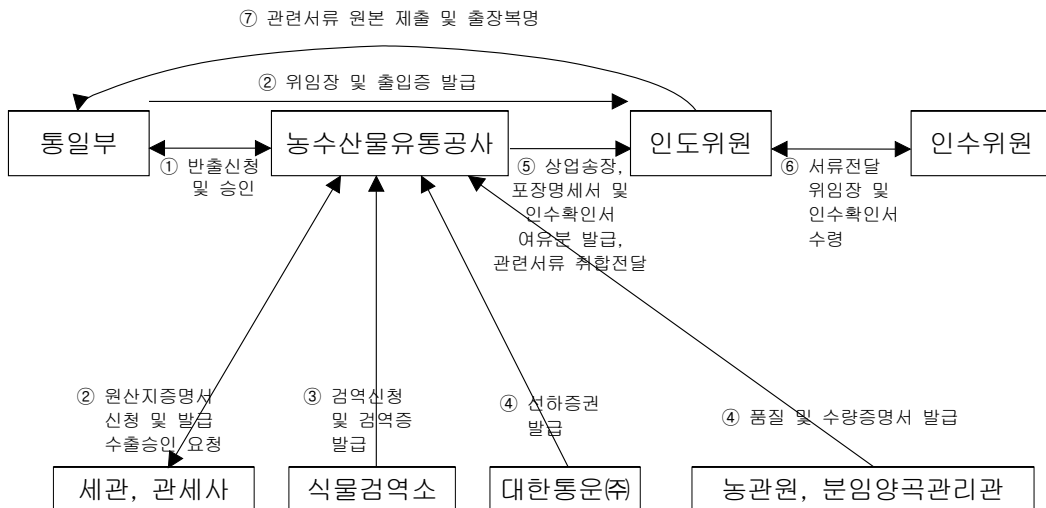 ⑦ 관련서류 원본 제출 및 출장복명
② 위임장 및 출입증 발급
통일부
농수산물유통공사
인도위원
인수위원
① 반출신청
및 승인
⑤ 상업송장,
포장명세서 및
인수확인서
여유분 발급,
관련서류 취합전달
⑥ 서류전달
위임장 및
인수확인서
수령
② 원산지증명서
신청 및 발급
수출승인 요청
③ 검역신청
및 검역증
발급
④ 선하증권
발급
④ 품질 및 수량증명서 발급
세관, 관세사
식물검역소
대한통운㈜
농관원, 분임양곡관리관